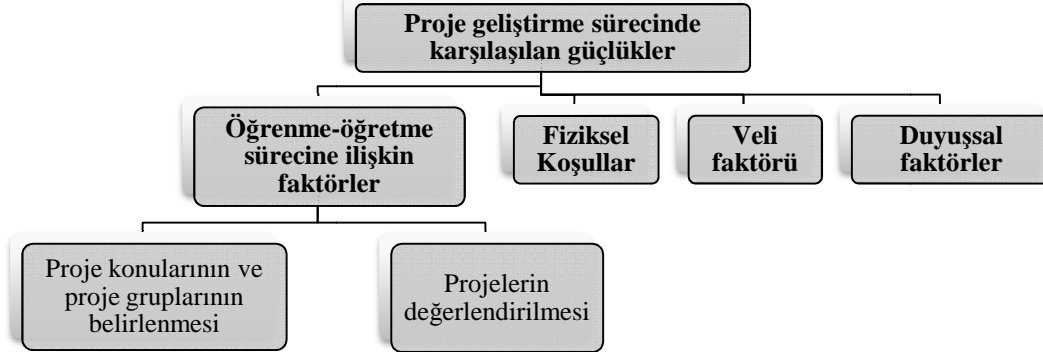 Proje geliştirme sürecinde
karşılaşılan güçlükler
Öğrenme-öğretme
sürecine ilişkin
faktörler
Fiziksel
Koşullar
Veli
faktörü
Duyuşsal
faktörler
Proje konularının ve
proje gruplarının
belirlenmesi
Projelerin
değerlendirilmesi